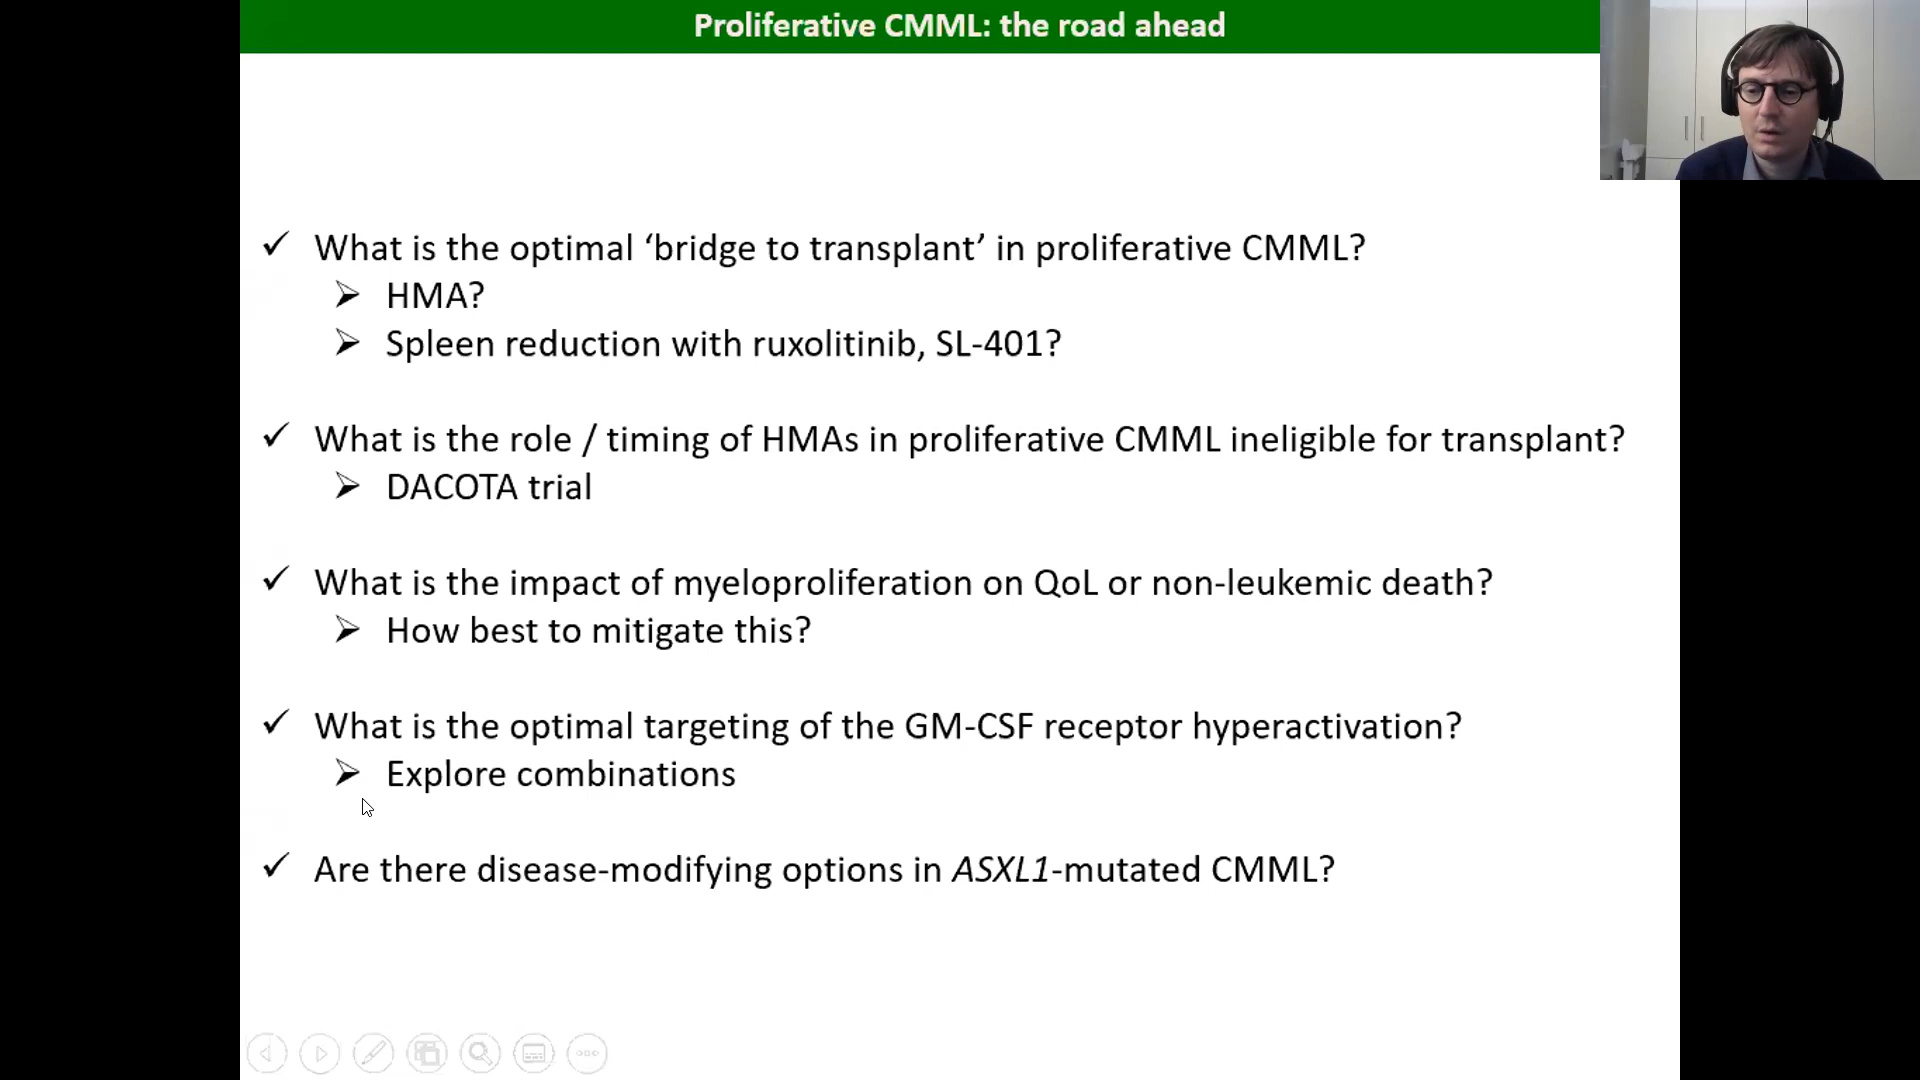 Proliferative CMML: the road ahead
✓ What is the optimal ‘bridge to transplant’ in proliferative CMML?
➢ HMA?
➢ Spleen reduction with ruxolitinib, SL-401?
✓ What is the role / timing of HMAs in proliferative CMML ineligible for transplant?
➢ DACOTA trial
✓ What is the impact of myeloproliferation on QoL or non-leukemic death?
➢ How best to mitigate this?
✓ What is the optimal targeting of the GM-CSF receptor hyperactivation?
➢ Explore combinations
✓ Are there disease-modifying options in ASXL1-mutated CMML?